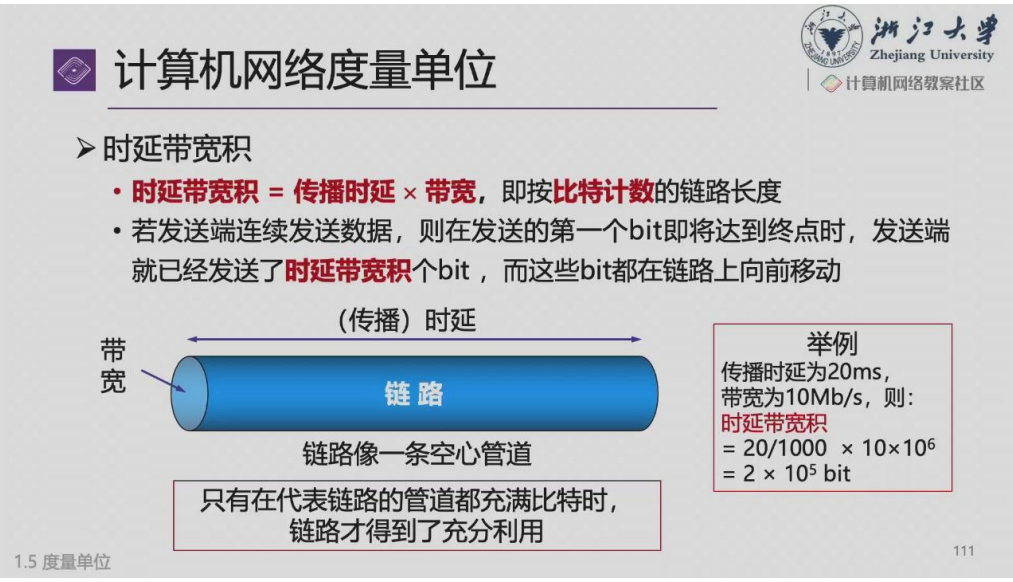 浙江大学
Zhejiang University
计算机网络教案社区
计算机网络度量单位
➢ 时延带宽积
• 时延带宽积 = 传播时延 × 带宽，即按比特计数的链路长度
• 若发送端连续发送数据，则在发送的第一个bit即将达到终点时，发送端
就已经发送了时延带宽积个bit ，而这些bit都在链路上向前移动
（传播）时延
带
宽
链 路
链路像一条空心管道
只有在代表链路的管道都充满比特时，
链路才得到了充分利用
举例
传播时延为20ms，
带宽为10Mb/s，则：
时延带宽积
= 20/1000 × 10×10⁶
= 2 × 10⁵ bit
1.5 度量单位
111